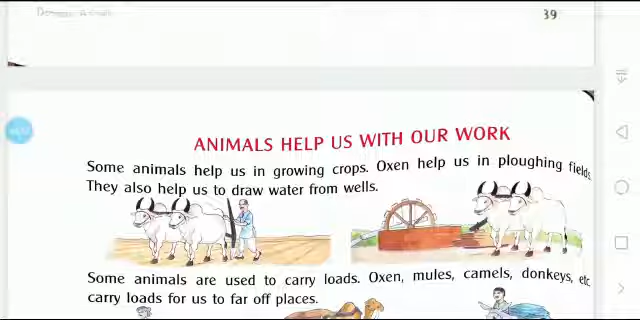 Domestic Animals
39
ANIMALS HELP US WITH OUR WORK
Some animals help us in growing crops. Oxen help us in ploughing fields.
They also help us to draw water from wells.
Some animals are used to carry loads. Oxen, mules, camels, donkeys, etc
carry loads for us to far off places.